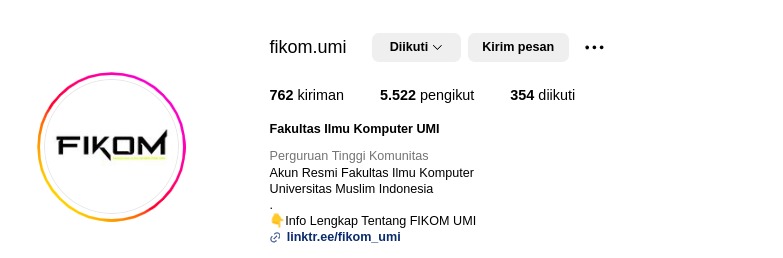 fikom.umi Diikuti Kirim pesan
762 kiriman 5.522 pengikut 354 diikuti
FIKOM
Fakultas Ilmu Komputer UMI
Perguruan Tinggi Komunitas
Akun Resmi Fakultas Ilmu Komputer
Universitas Muslim Indonesia
.
👇Info Lengkap Tentang FIKOM UMI
linktr.ee/fikom_umi